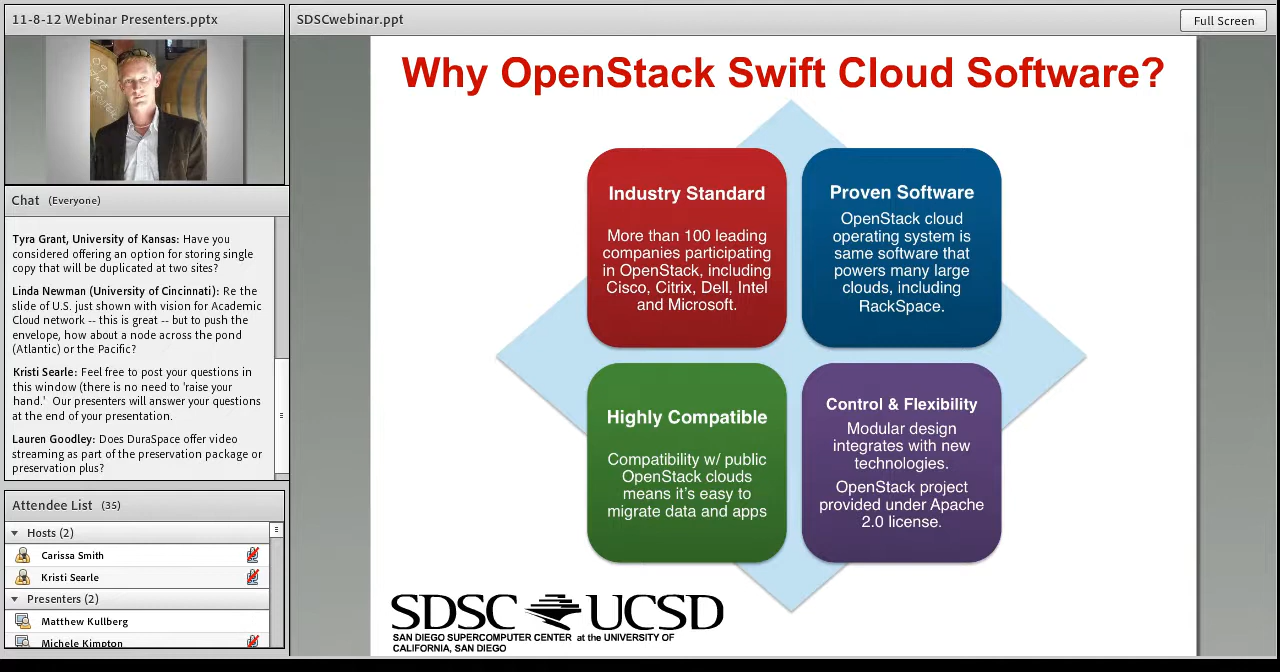 11-8-12 Webinar Presenters.pptx
Chat (Everyone)
Tyra Grant, University of Kansas: Have you
considered offering an option for storing single
copy that will be duplicated at two sites?
Linda Newman (University of Cincinnati): Re the
slide of U.S. just shown with vision for Academic
Cloud network -- this is great -- but to push the
envelope, how about a node across the pond
(Atlantic) or the Pacific?
Kristi Searle: Feel free to post your questions in
this window (there is no need to 'raise your
hand.' Our presenters will answer your questions
at the end of your presentation.
Lauren Goodley: Does DuraSpace offer video
streaming as part of the preservation package or
preservation plus?
Attendee List (35)
Hosts (2)
Carissa Smith
Kristi Searle
Presenters (2)
Matthew Kullberg
Michele Kimpton
SDSCwebinar.ppt
Full Screen
Why OpenStack Swift Cloud Software?
Industry Standard
More than 100 leading
companies participating
in OpenStack, including
Cisco, Citrix, Dell, Intel
and Microsoft.
Proven Software
OpenStack cloud
operating system is
same software that
powers many large
clouds, including
RackSpace.
Highly Compatible
Compatibility w/ public
OpenStack clouds
means it's easy to
migrate data and apps
Control & Flexibility
Modular design
integrates with new
technologies.
OpenStack project
provided under Apache
2.0 license.
SDSC UCSD
SAN DIEGO SUPERCOMPUTER CENTER at the UNIVERSITY OF
CALIFORNIA, SAN DIEGO